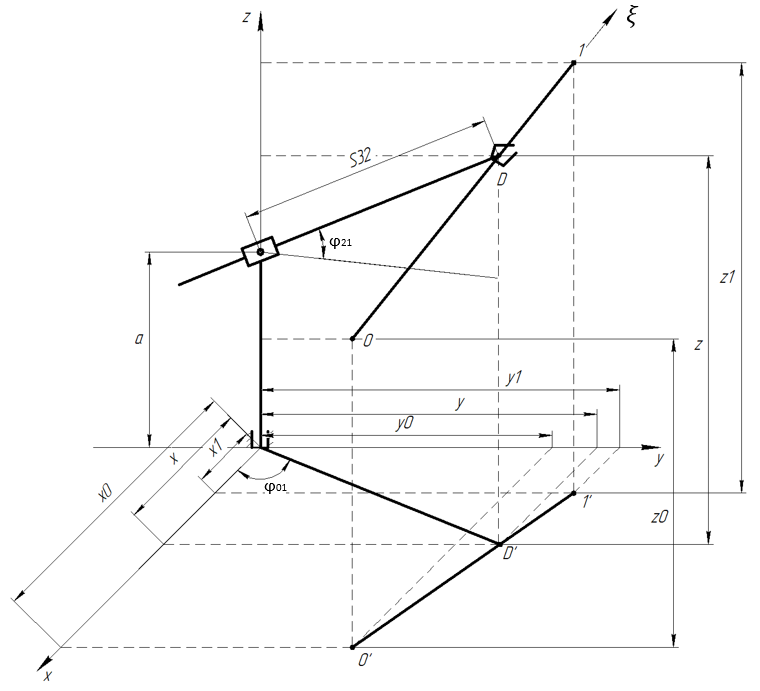 z
ξ
1
S32
D
φ21
z1
a
O
z
y1
y
y0
x1
x
x0
y
φ01
1'
z0
D'
O'
x